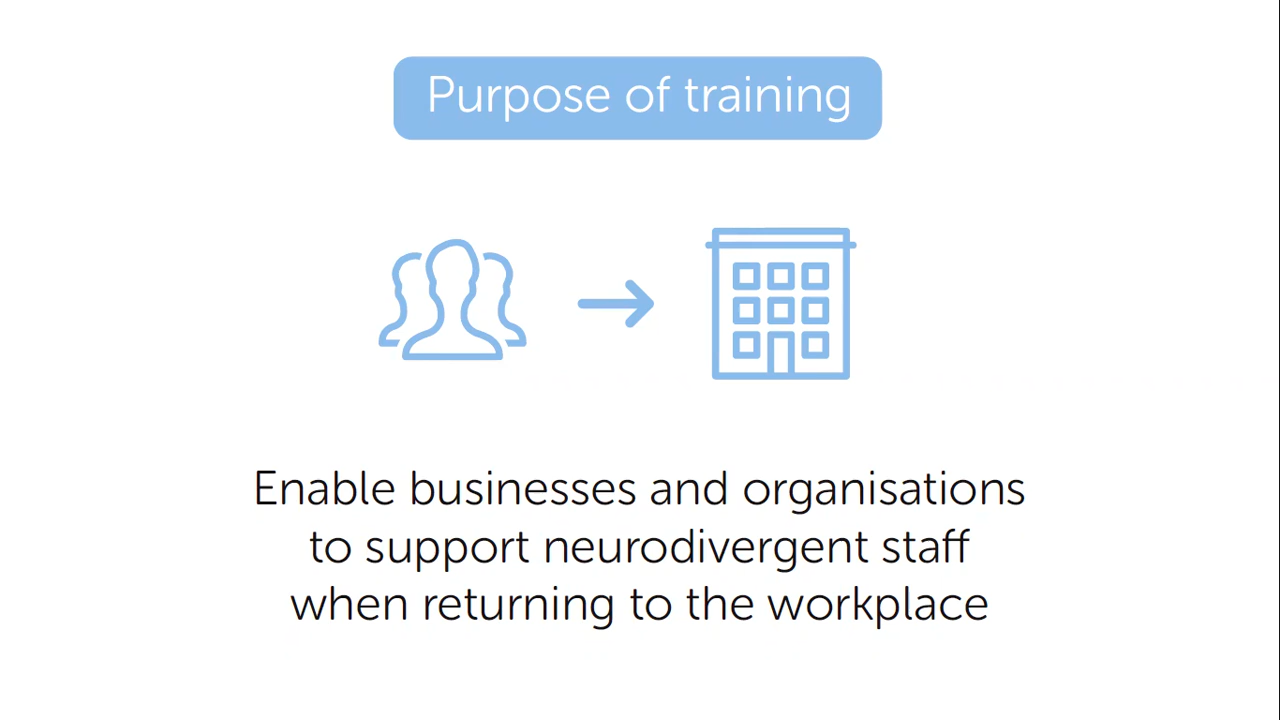 Purpose of training
Enable businesses and organisations
to support neurodivergent staff
when returning to the workplace